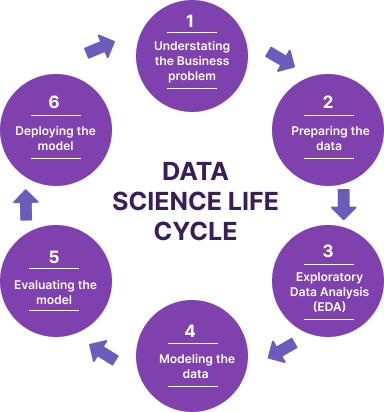 1
Understating
the Business
problem
2
Preparing the
data
3
Exploratory
Data Analysis
(EDA)
4
Modeling the
data
5
Evaluating the
model
6
Deploying the
model
DATA
SCIENCE LIFE
CYCLE